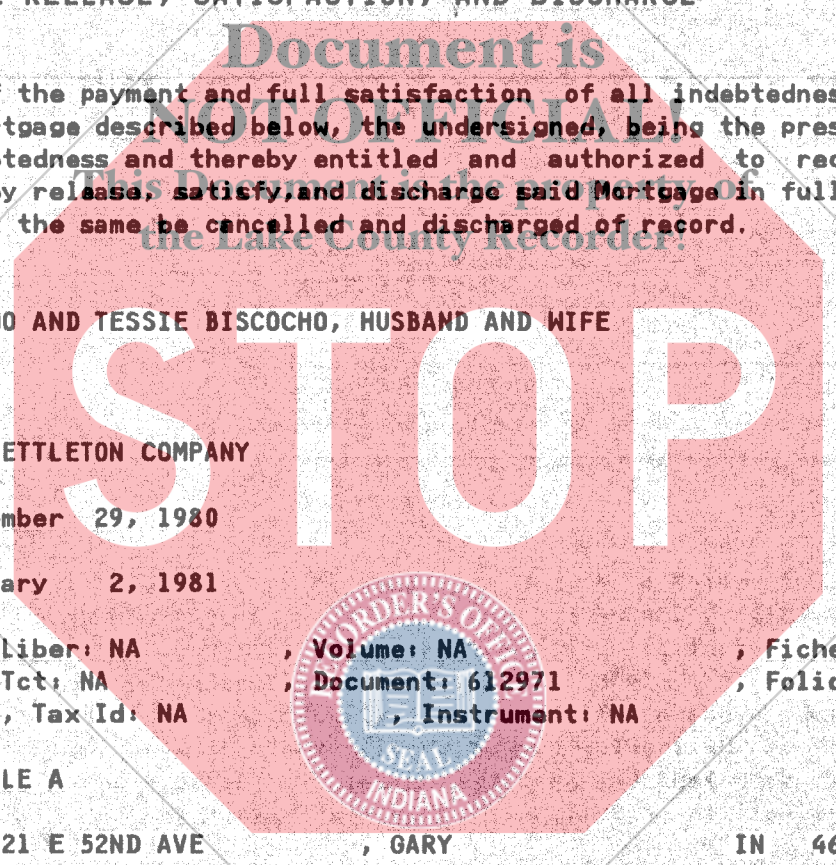 RELEASE, SATISFACTION, AND DISCHARGE
Document is
the payment and full satisfaction of all indebtednes
NOT OFFICIAL!
tgage described below, the undersigned, being the pres
tedness and thereby entitled and authorized to rec
This Document is the property of
y release, satisfy,and discharge said Mortgage in full
the same be cancelled and discharged of record.
the Lake County Recorder!
O AND TESSIE BISCOCHO, HUSBAND AND WIFE
STOP
ETTLETON COMPANY
mber 29, 1980
ary 2, 1981
RECORDER'S OFFIC
Liber: NA , Volume: NA , Fiche
Tct: NA , Document: 612971 , Folio
, Tax Id: NA , Instrument: NA
SEAL
INDIANA
LE A
21 E 52ND AVE , GARY IN 46